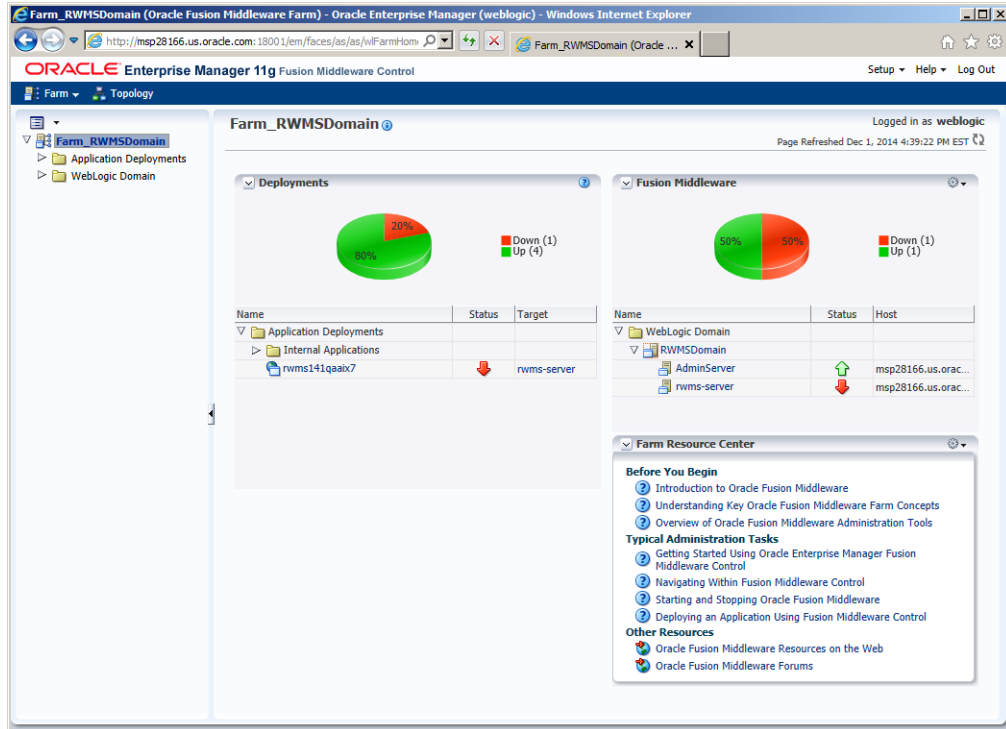 Farm_RWMSDomain (Oracle Fusion Middleware Farm) - Oracle Enterprise Manager (weblogic) - Windows Internet Explorer
http://msp28166.us.oracle.com:18001/em/faces/as/as/wlFarmHom
Farm_RWMSDomain (Oracle ...
ORACLE Enterprise Manager 11g Fusion Middleware Control
Setup Help Log Out
Farm Topology
Farm_RWMSDomain
Application Deployments
WebLogic Domain
Farm_RWMSDomain
Logged in as weblogic
Page Refreshed Dec 1, 2014 4:39:22 PM EST
Deployments
20%
80%
Down (1)
Up (4)
Name Status Target
Application Deployments
Internal Applications
rwms141qaaix7 rwms-server
Fusion Middleware
50% 50%
Down (1)
Up (1)
Name Status Host
WebLogic Domain
RWMSDomain
AdminServer msp28166.us.orac...
rwms-server msp28166.us.orac...
Farm Resource Center
Before You Begin
Introduction to Oracle Fusion Middleware
Understanding Key Oracle Fusion Middleware Farm Concepts
Overview of Oracle Fusion Middleware Administration Tools
Typical Administration Tasks
Getting Started Using Oracle Enterprise Manager Fusion
Middleware Control
Navigating Within Fusion Middleware Control
Starting and Stopping Oracle Fusion Middleware
Deploying an Application Using Fusion Middleware Control
Other Resources
Oracle Fusion Middleware Resources on the Web
Oracle Fusion Middleware Forums